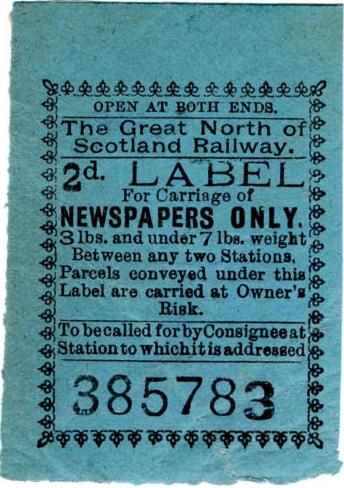 OPEN AT BOTH ENDS.
The Great North of
Scotland Railway.
2d. LABEL
For Carriage of
NEWSPAPERS ONLY.
3 lbs. and under 7 lbs. weight
Between any two Stations.
Parcels conveyed under this
Label are carried at Owner's
Risk.
To be called for by Consignee at
Station to which it is addressed
385783